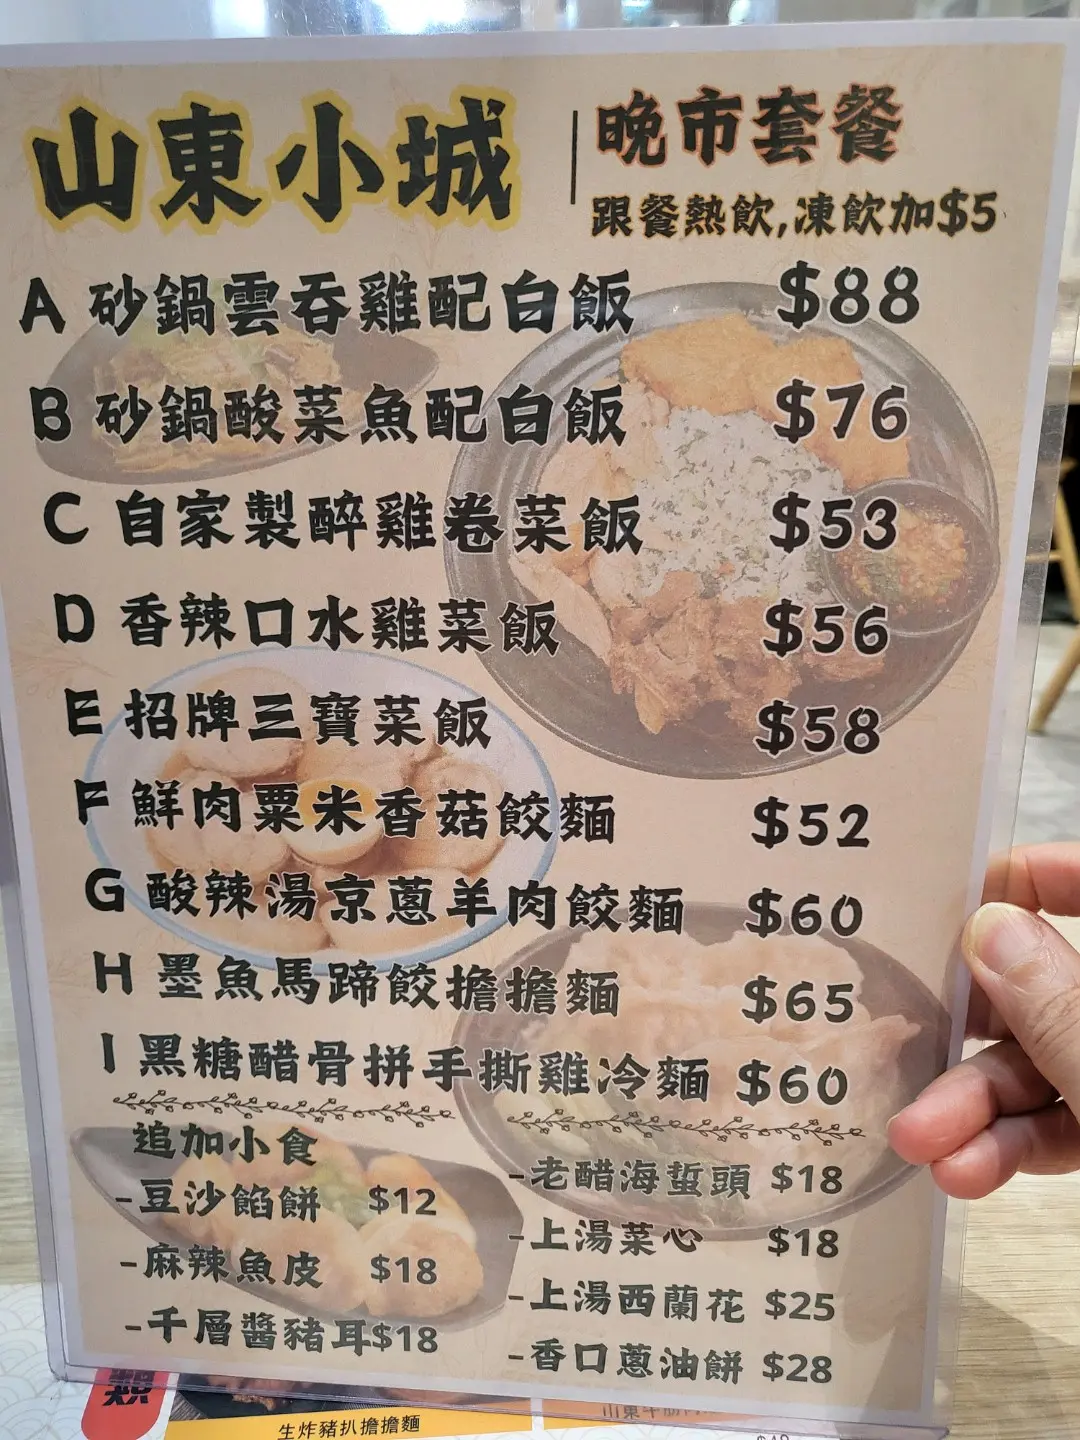 山東小城
晚市套餐
跟餐熱飲,凍飲加$5
A 砂鍋雲吞雞配白飯 $88
B 砂鍋酸菜魚配白飯 $76
C 自家製醉雞卷菜飯 $53
D 香辣口水雞菜飯 $56
E 招牌三寶菜飯 $58
F 鮮肉粟米香菇餃麵 $52
G 酸辣湯京蔥羊肉餃麵 $60
H 墨魚馬蹄餃擔擔麵 $65
I 黑糖醋骨拼手撕雞冷麵 $60
追加小食
-豆沙餡餅 $12
-麻辣魚皮 $18
-千層醬豬耳$18
-老醋海蜇頭 $18
-上湯菜心 $18
-上湯西蘭花 $25
-香口蔥油餅 $28
生炸豬扒擔擔麵